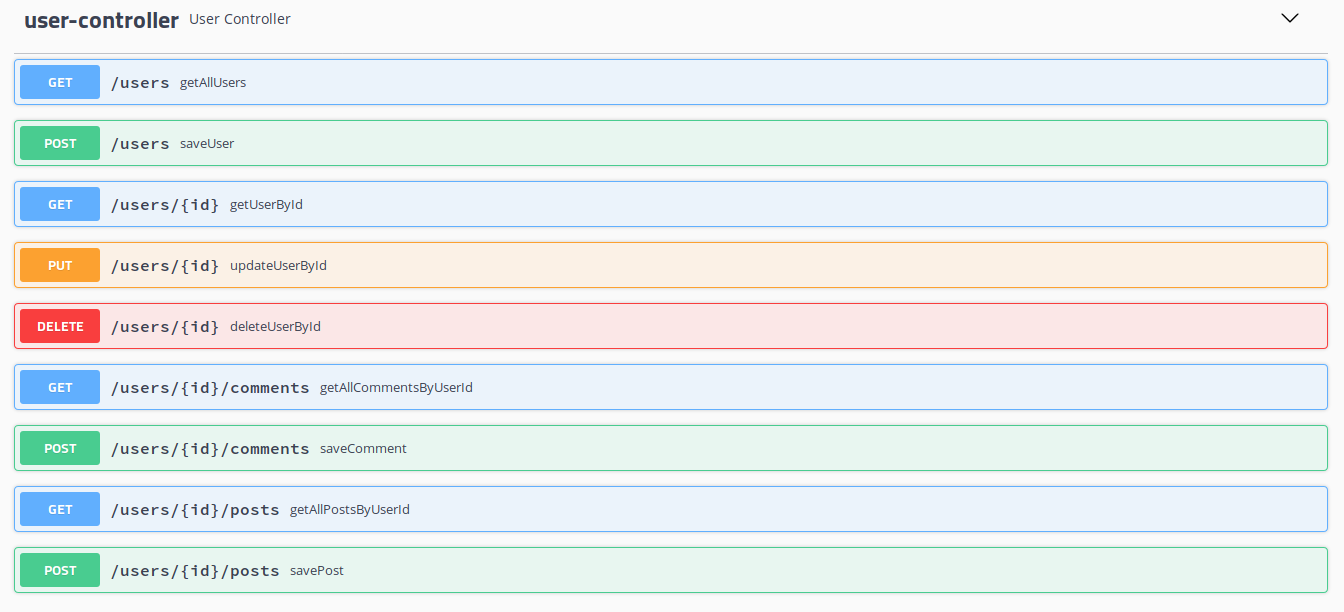 user-controller User Controller
GET /users getAllUsers
POST /users saveUser
GET /users/{id} getUserById
PUT /users/{id} updateUserById
DELETE /users/{id} deleteUserById
GET /users/{id}/comments getAllCommentsByUserId
POST /users/{id}/comments saveComment
GET /users/{id}/posts getAllPostsByUserId
POST /users/{id}/posts savePost